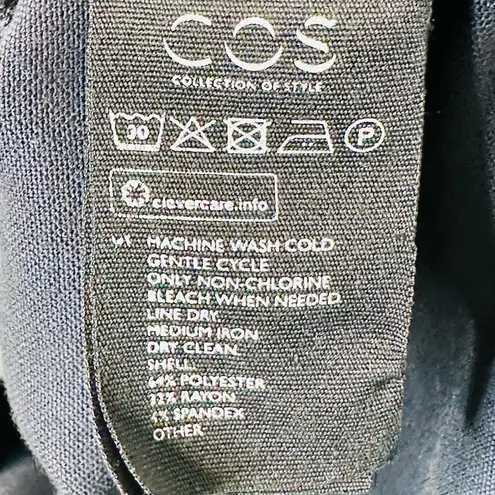 COS
COLLECTION OF STYLE
30
P
clevercare.info
MACHINE WASH COLD
GENTLE CYCLE
ONLY NON-CHLORINE
BLEACH WHEN NEEDED
LINE DRY
MEDIUM IRON
DRY CLEAN
SHELL:
64% POLYESTER
32% RAYON
4% SPANDEX
OTHER